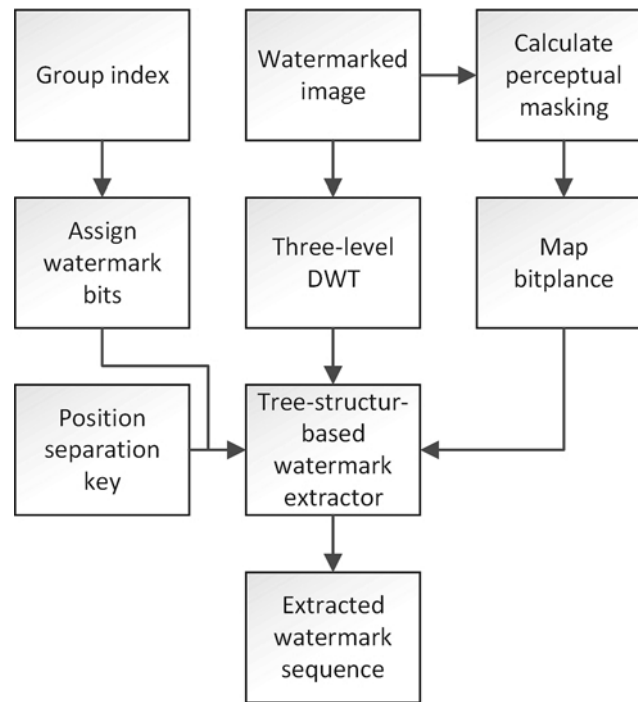 Group index
Watermarked
image
Calculate
perceptual
masking
Assign
watermark
bits
Three-level
DWT
Map
bitplance
Position
separation
key
Tree-structur-
based
watermark
extractor
Extracted
watermark
sequence